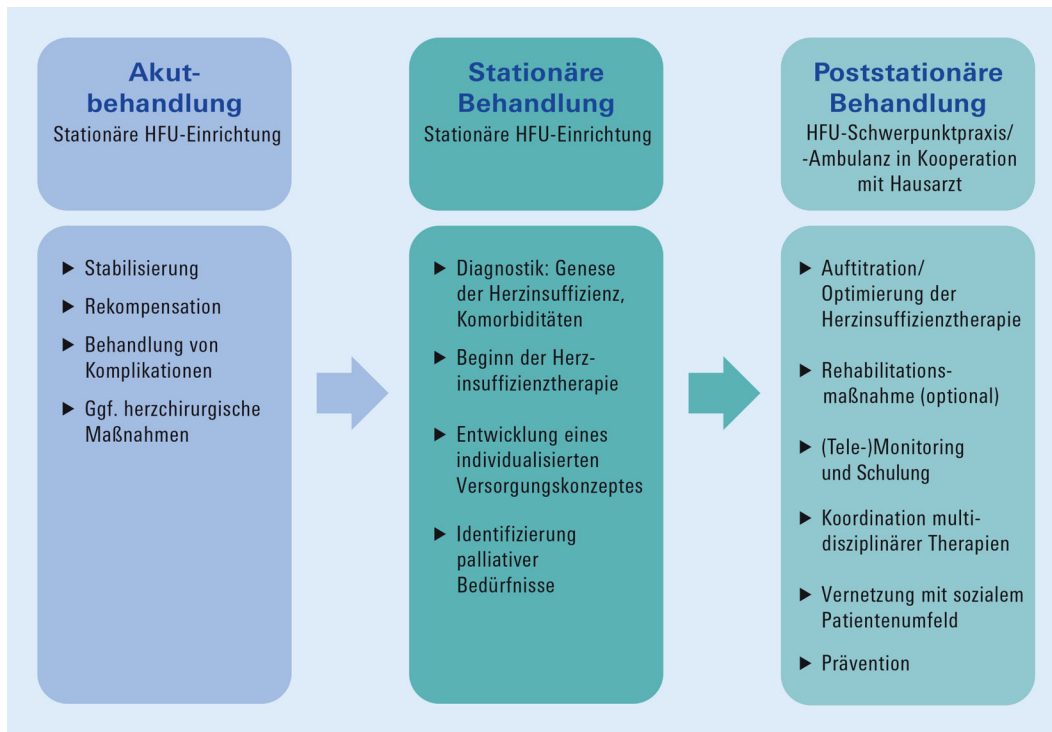 Akut-
behandlung
Stationäre HFU-Einrichtung
▶ Stabilisierung
▶ Rekompensation
▶ Behandlung von
Komplikationen
▶ Ggf. herzchirurgische
Maßnahmen
Stationäre
Behandlung
Stationäre HFU-Einrichtung
▶ Diagnostik: Genese
der Herzinsuffizienz,
Komorbiditäten
▶ Beginn der Herz-
insuffizienztherapie
▶ Entwicklung eines
individualisierten
Versorgungskonzeptes
▶ Identifizierung
palliativer
Bedürfnisse
Poststationäre
Behandlung
HFU-Schwerpunktpraxis/
-Ambulanz in Kooperation
mit Hausarzt
▶ Auftitration/
Optimierung der
Herzinsuffizienztherapie
▶ Rehabilitations-
maßnahme (optional)
▶ (Tele-)Monitoring
und Schulung
▶ Koordination multi-
disziplinärer Therapien
▶ Vernetzung mit sozialem
Patientenumfeld
▶ Prävention